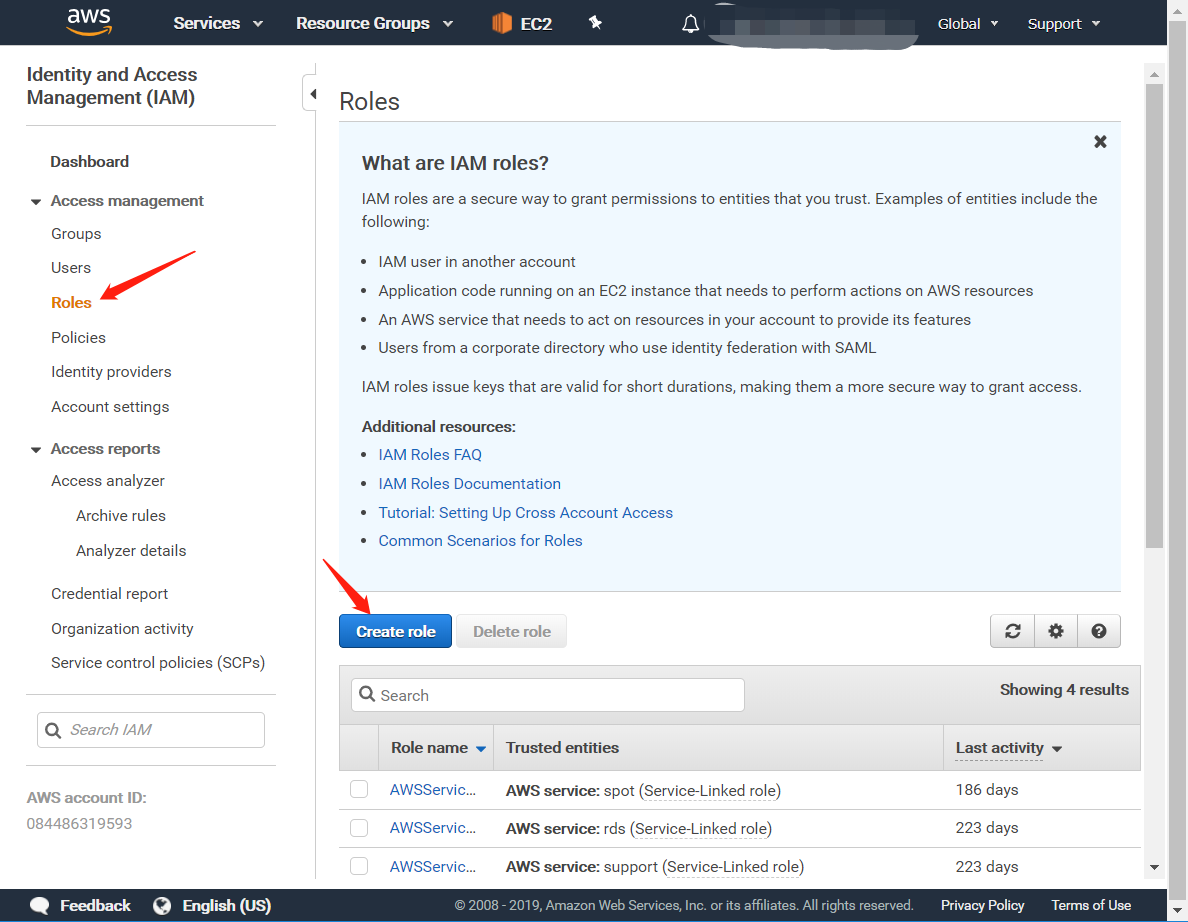 aws
Services
Resource Groups
EC2
Global
Support
Identity and Access
Management (IAM)
Dashboard
Access management
Groups
Users
Roles
Policies
Identity providers
Account settings
Access reports
Access analyzer
Archive rules
Analyzer details
Credential report
Organization activity
Service control policies (SCPs)
Search IAM
AWS account ID:
084486319593
Roles
What are IAM roles?
IAM roles are a secure way to grant permissions to entities that you trust. Examples of entities include the
following:
• IAM user in another account
• Application code running on an EC2 instance that needs to perform actions on AWS resources
• An AWS service that needs to act on resources in your account to provide its features
• Users from a corporate directory who use identity federation with SAML
IAM roles issue keys that are valid for short durations, making them a more secure way to grant access.
Additional resources:
• IAM Roles FAQ
• IAM Roles Documentation
• Tutorial: Setting Up Cross Account Access
• Common Scenarios for Roles
Create role
Delete role
Search
Showing 4 results
Role name Trusted entities Last activity
AWSServic... AWS service: spot (Service-Linked role) 186 days
AWSServic... AWS service: rds (Service-Linked role) 223 days
AWSServic... AWS service: support (Service-Linked role) 223 days
Feedback
English (US)
© 2008 - 2019, Amazon Web Services, Inc. or its affiliates. All rights reserved.
Privacy Policy
Terms of Use